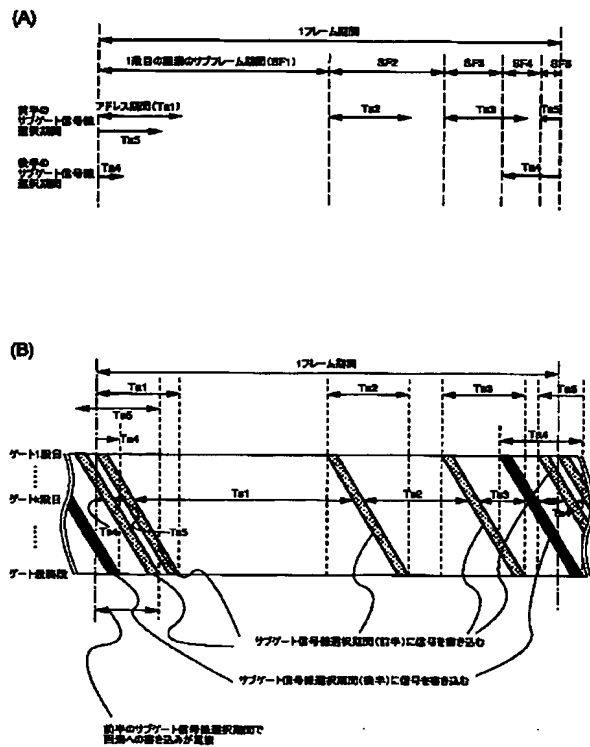 (A)
1フレーム期間
1段目の画素のサブフレーム期間(SF1)
SF2
SF3
SF4
SF5
前半の
サブゲート信号線
選択期間
アドレス期間(Ta1)
Ta2
Ta3
Ta5
Ta5
後半の
サブゲート信号線
選択期間
Ta4
Ta4
(B)
1フレーム期間
Ta1
Ta2
Ta3
Ta5
Ta5
Ta4
Ta4
ゲート1段目
ゲートk段目
ゲート最終段
Ts4
Ts5
Ts1
Ts2
Ts3
サブゲート信号線選択期間(前半)に信号を書き込む
サブゲート信号線選択期間(後半)に信号を書き込む
前半のサブゲート信号線選択期間で
画素への書き込みが重複